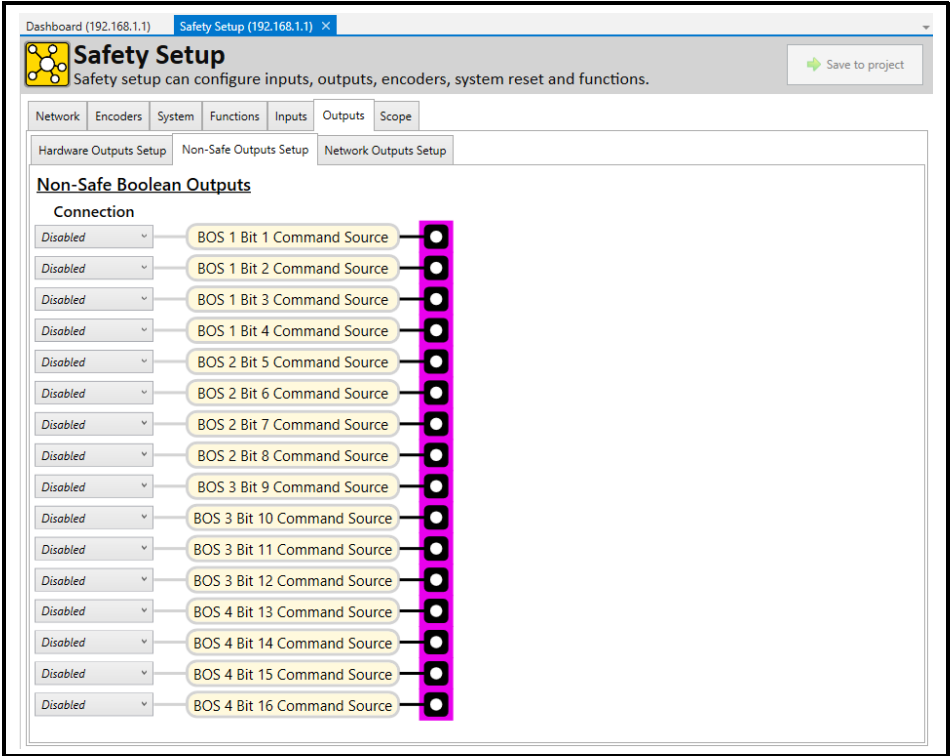 Dashboard (192.168.1.1) Safety Setup (192.168.1.1) ×
Safety Setup
Safety setup can configure inputs, outputs, encoders, system reset and functions.
Save to project
Network Encoders System Functions Inputs Outputs Scope
Hardware Outputs Setup Non-Safe Outputs Setup Network Outputs Setup
Non-Safe Boolean Outputs
Connection
Disabled BOS 1 Bit 1 Command Source
Disabled BOS 1 Bit 2 Command Source
Disabled BOS 1 Bit 3 Command Source
Disabled BOS 1 Bit 4 Command Source
Disabled BOS 2 Bit 5 Command Source
Disabled BOS 2 Bit 6 Command Source
Disabled BOS 2 Bit 7 Command Source
Disabled BOS 2 Bit 8 Command Source
Disabled BOS 3 Bit 9 Command Source
Disabled BOS 3 Bit 10 Command Source
Disabled BOS 3 Bit 11 Command Source
Disabled BOS 3 Bit 12 Command Source
Disabled BOS 4 Bit 13 Command Source
Disabled BOS 4 Bit 14 Command Source
Disabled BOS 4 Bit 15 Command Source
Disabled BOS 4 Bit 16 Command Source